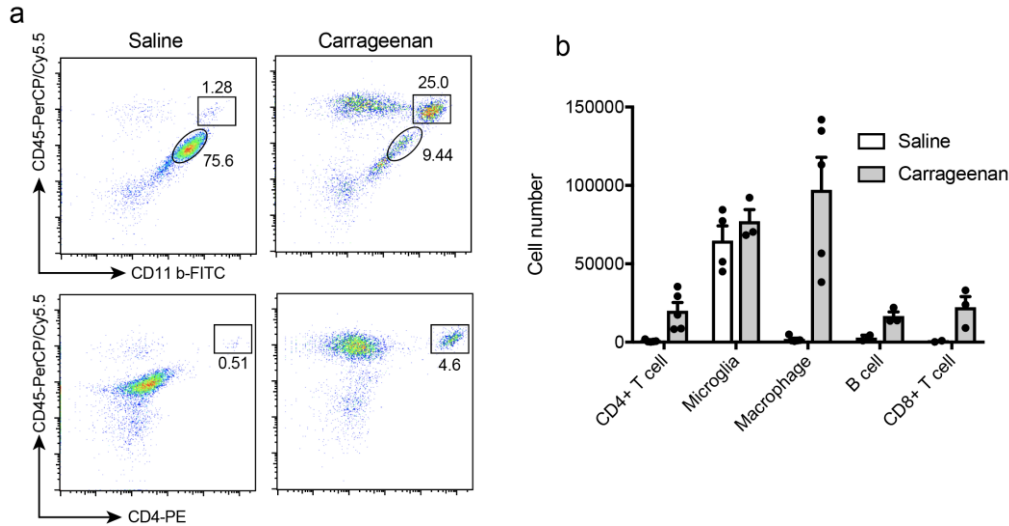 a
Saline
Carrageenan
CD45-PerCP/Cy5.5
1.28
75.6
25.0
9.44
CD11 b-FITC
CD45-PerCP/Cy5.5
0.51
4.6
CD4-PE
b
Cell number
150000
100000
50000
0
Saline
Carrageenan
CD4+ T cell
Microglia
Macrophage
B cell
CD8+ T cell